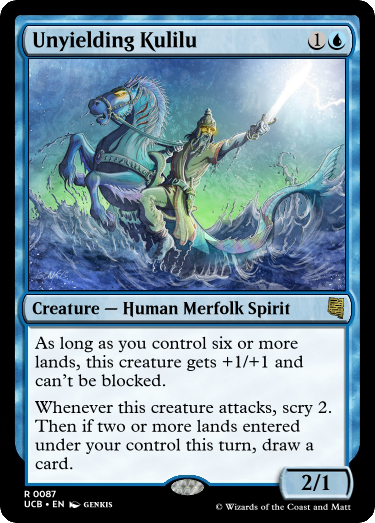 Unyielding Kulilu 1
Creature — Human Merfolk Spirit
As long as you control six or more
lands, this creature gets +1/+1 and
can't be blocked.
Whenever this creature attacks, scry 2.
Then if two or more lands entered
under your control this turn, draw a
card.
2/1
R 0087
UCB • EN GENKIS
© Wizards of the Coast and Matt